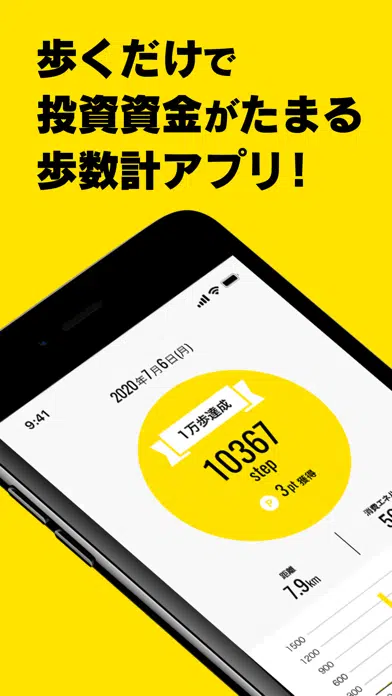 歩くだけで
投資資金がたまる
歩数計アプリ!
9:41
2020年7月6日(月)
1万歩達成
10367
step
P 3pt 獲得
距離
7.9km
1500
1200
900
600